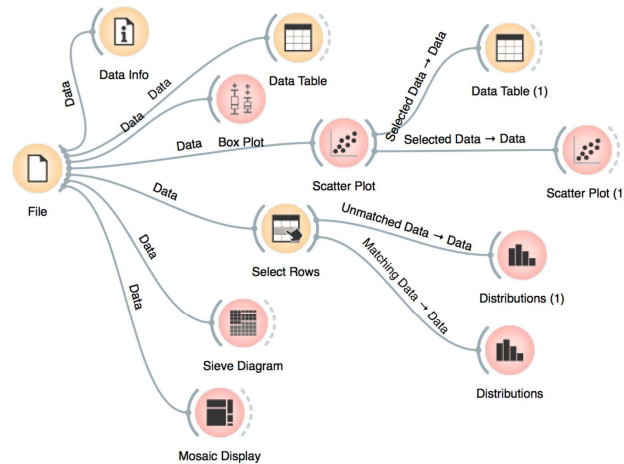 Data Info
Data
Data Table
Data
Box Plot
Data
File
Data
Scatter Plot
Selected Data → Data
Data Table (1)
Selected Data → Data
Scatter Plot (1
Data
Select Rows
Unmatched Data → Data
Distributions (1)
Matching Data → Data
Distributions
Data
Sieve Diagram
Data
Mosaic Display